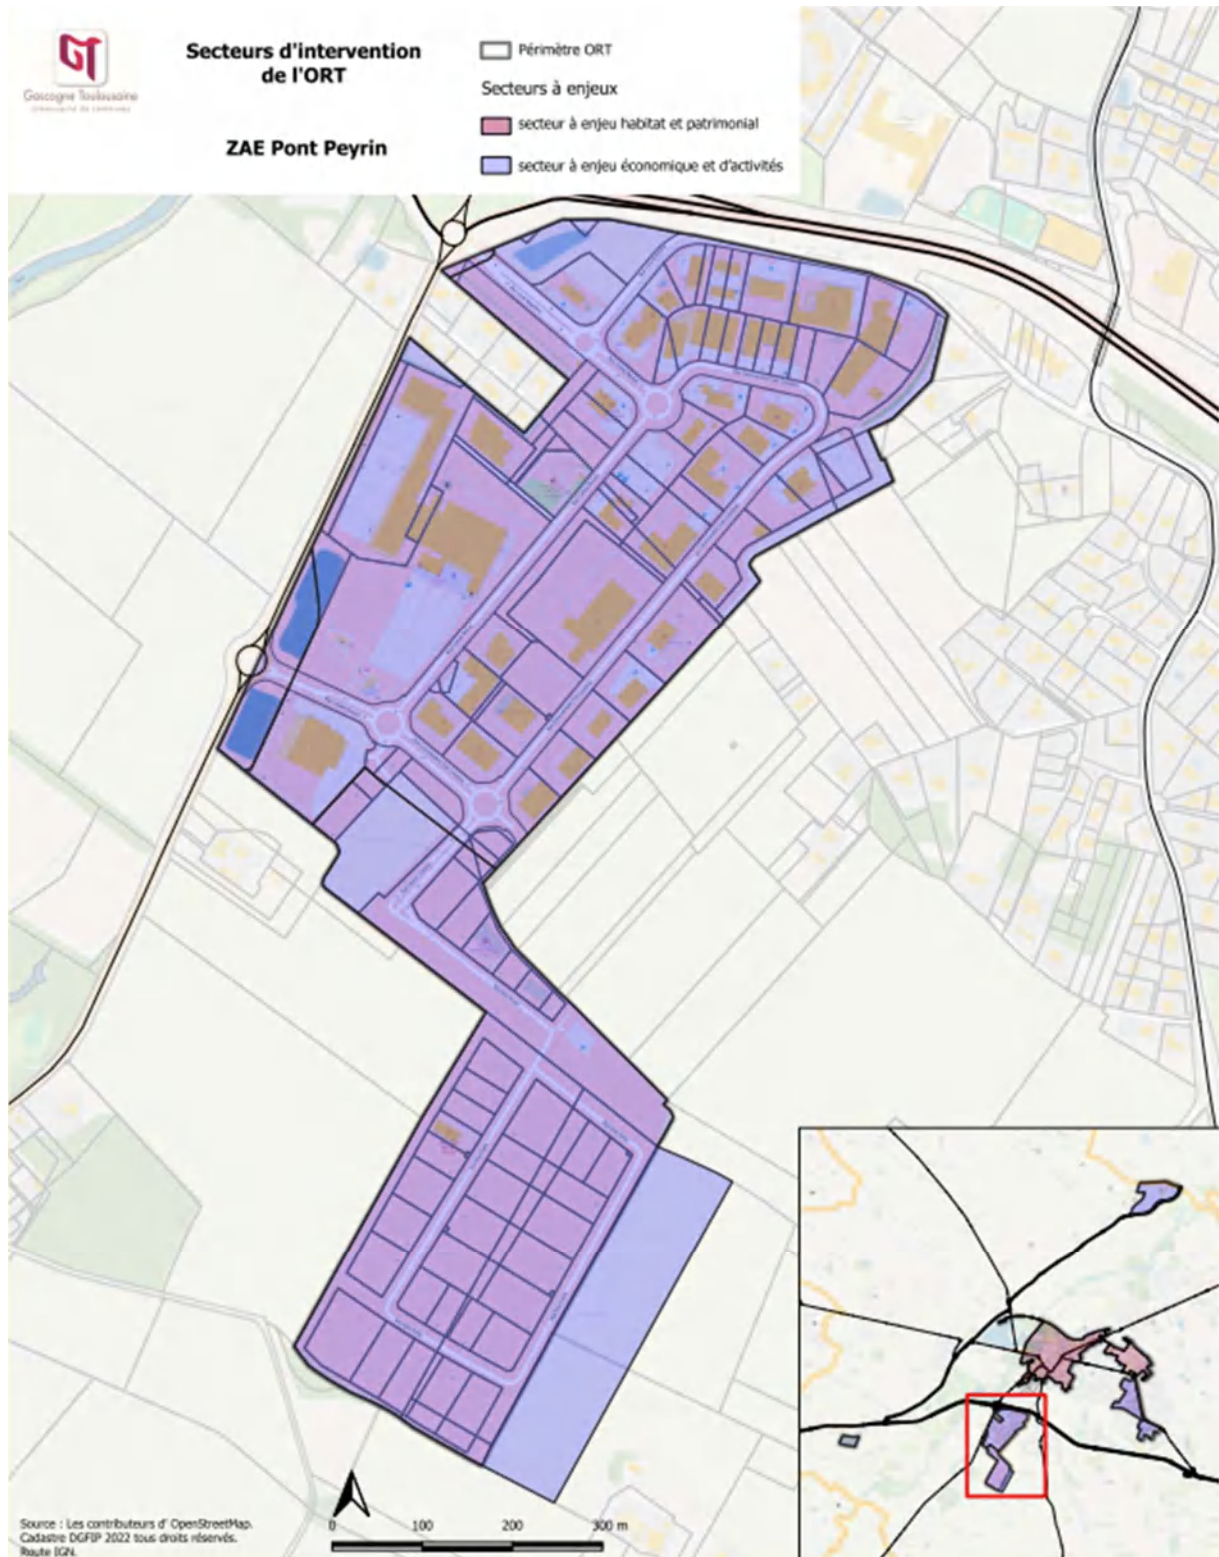 GT
Gascogne Toulousaine
Secteurs d'intervention
de l'ORT
ZAE Pont Peyrin
Périmètre ORT
Secteurs à enjeux
secteur à enjeu habitat et patrimonial
secteur à enjeu économique et d'activités
Source : Les contributeurs d' OpenStreetMap.
Cadastre DGFIP 2022 tous droits réservés.
Route IGN.
0 100 200 300 m